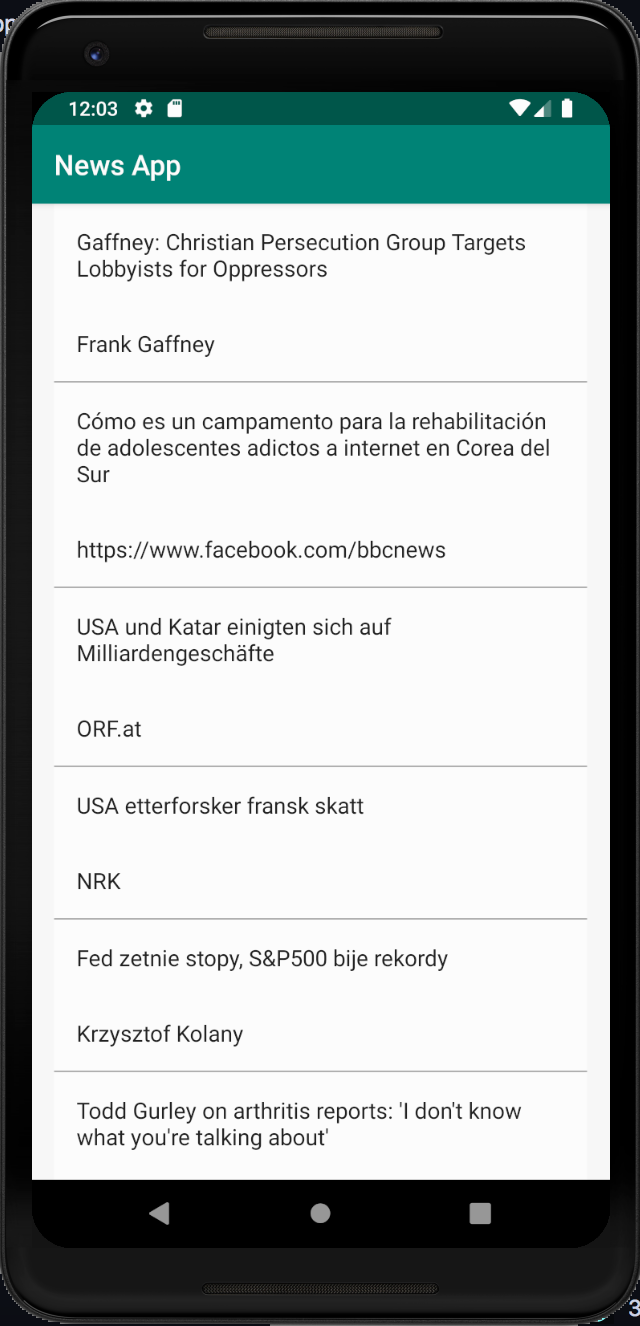 12:03
News App
Gaffney: Christian Persecution Group Targets
Lobbyists for Oppressors
Frank Gaffney
Cómo es un campamento para la rehabilitación
de adolescentes adictos a internet en Corea del
Sur
https://www.facebook.com/bbcnews
USA und Katar einigten sich auf
Milliardengeschäfte
ORF.at
USA etterforsker fransk skatt
NRK
Fed zetnie stopy, S&P500 bije rekordy
Krzysztof Kolany
Todd Gurley on arthritis reports: 'I don't know
what you're talking about'